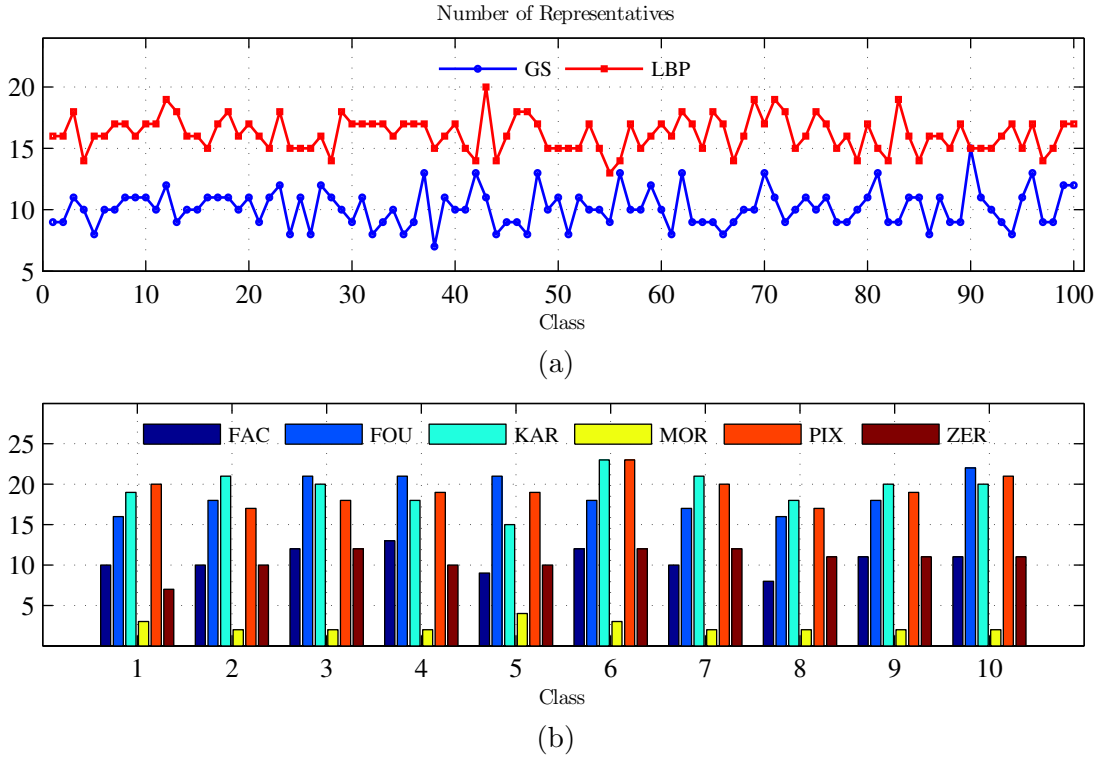 Number of Representatives
GS LBP
20
15
10
5
0 10 20 30 40 50 60 70 80 90 100
Class
(a)
FAC FOU KAR MOR PIX ZER
25
20
15
10
5
1 2 3 4 5 6 7 8 9 10
Class
(b)